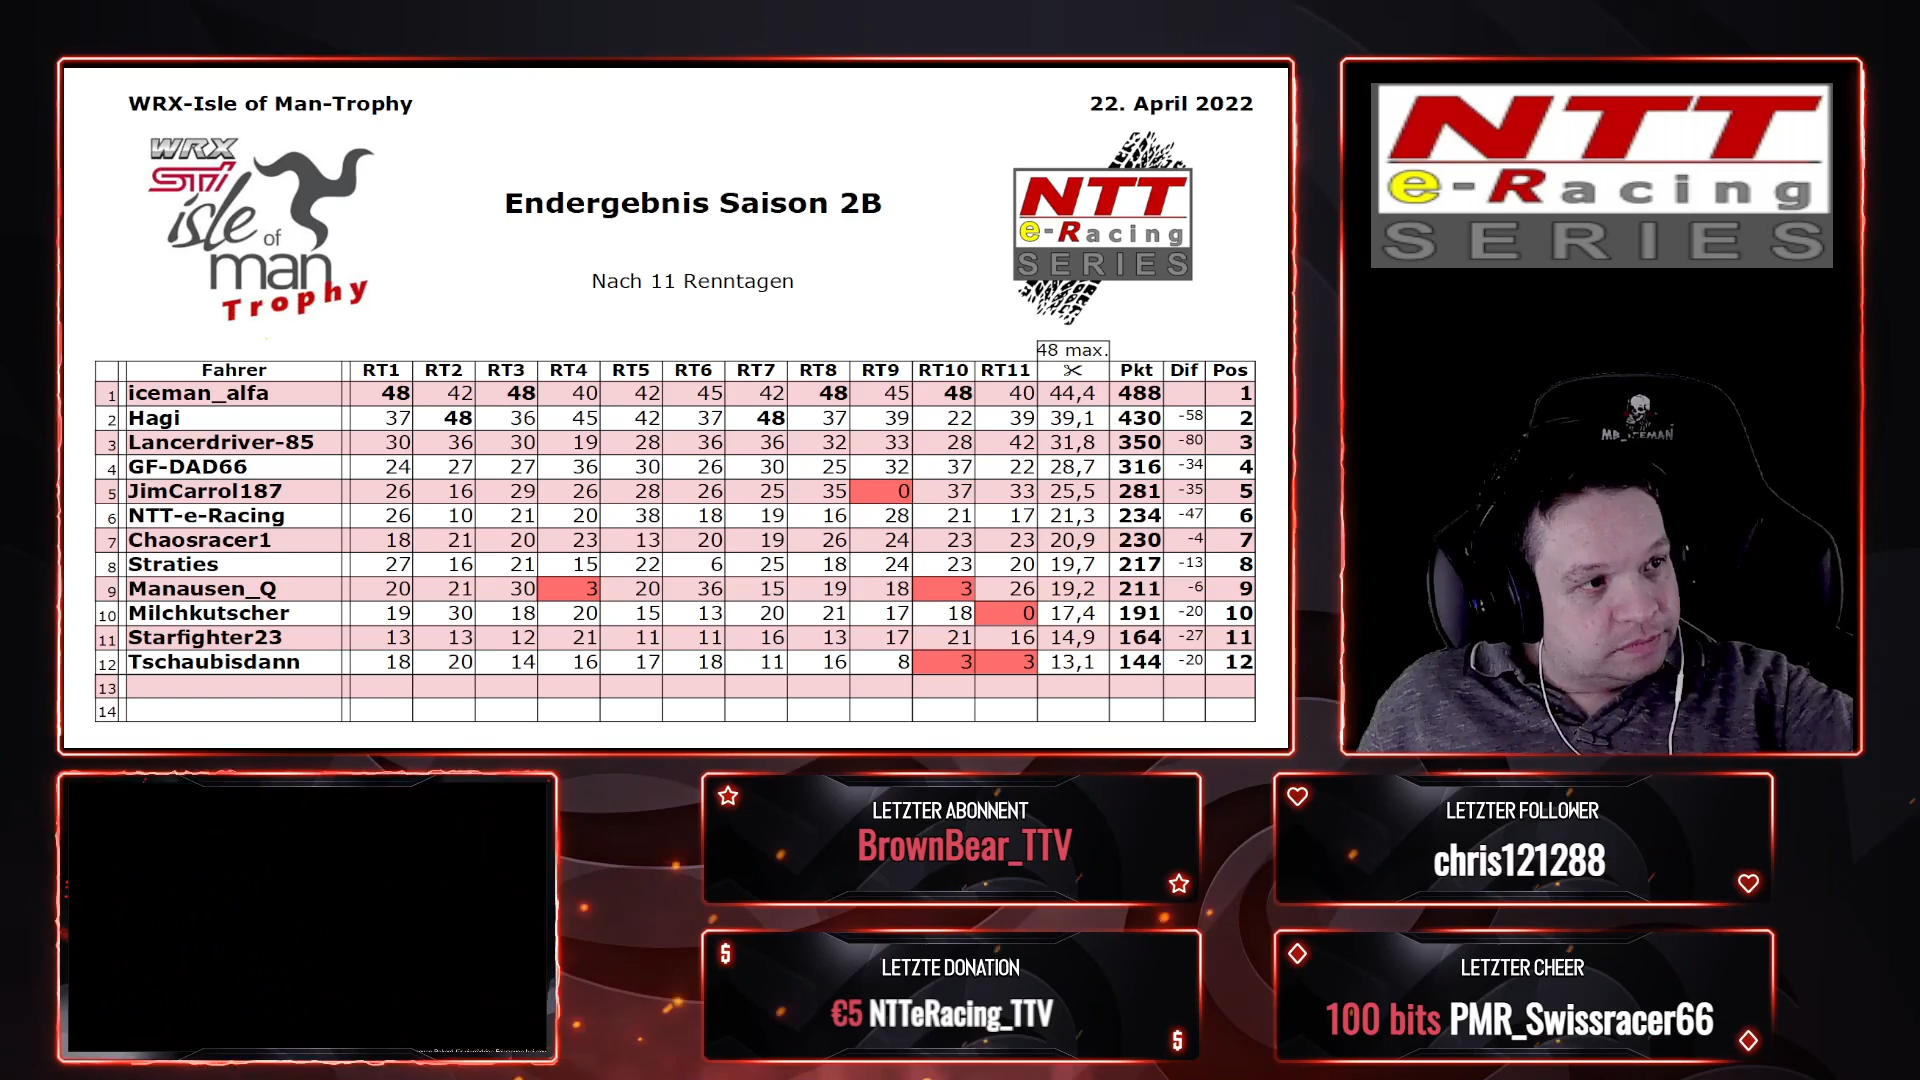 WRX-Isle of Man-Trophy
22. April 2022
WRX
STI
isle of
man
Trophy
Endergebnis Saison 2B
Nach 11 Renntagen
NTT
e-Racing
SERIES
48 max.
Fahrer RT1 RT2 RT3 RT4 RT5 RT6 RT7 RT8 RT9 RT10 RT11 ✂ Pkt Dif Pos
1 iceman_alfa 48 42 48 40 42 45 42 48 45 48 40 44,4 488 1
2 Hagi 37 48 36 45 42 37 48 37 39 22 39 39,1 430 -58 2
3 Lancerdriver-85 30 36 30 19 28 36 36 32 33 28 42 31,8 350 -80 3
4 GF-DAD66 24 27 27 36 30 26 30 25 32 37 22 28,7 316 -34 4
5 JimCarrol187 26 16 29 26 28 26 25 35 0 37 33 25,5 281 -35 5
6 NTT-e-Racing 26 10 21 20 38 18 19 16 28 21 17 21,3 234 -47 6
7 Chaosracer1 18 21 20 23 13 20 19 26 24 23 23 20,9 230 -4 7
8 Straties 27 16 21 15 22 6 25 18 24 23 20 19,7 217 -13 8
9 Manausen_Q 20 21 30 3 20 36 15 19 18 3 26 19,2 211 -6 9
10 Milchkutscher 19 30 18 20 15 13 20 21 17 18 0 17,4 191 -20 10
11 Starfighter23 13 13 12 21 11 11 16 13 17 21 16 14,9 164 -27 11
12 Tschaubisdann 18 20 14 16 17 18 11 16 8 3 3 13,1 144 -20 12
13
14
NTT
e-Racing
SERIES
MR_ICEMAN
LETZTER ABONNENT
BrownBear_TTV
LETZTER FOLLOWER
chris121288
LETZTE DONATION
€5 NTTeRacing_TTV
LETZTER CHEER
100 bits PMR_Swissracer66